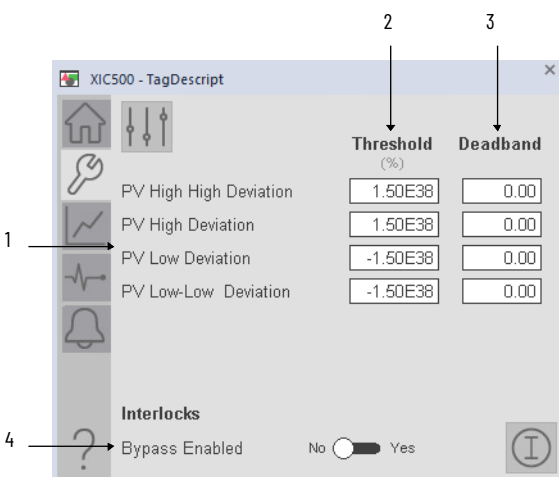 2 3
XIC500 - TagDescript ×
Threshold Deadband
(%)
PV High High Deviation 1.50E38 0.00
PV High Deviation 1.50E38 0.00
1
PV Low Deviation -1.50E38 0.00
PV Low-Low Deviation -1.50E38 0.00
Interlocks
4 ? Bypass Enabled No Yes I